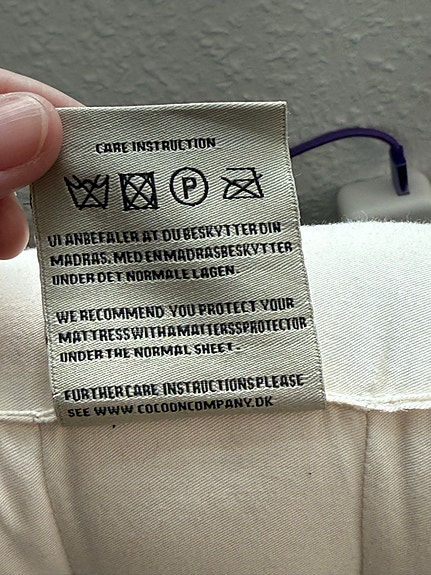 CARE INSTRUCTION
P
VI ANBEFALER AT DU BESKYTTER DIN
MADRAS, MED EN MADRASBESKYTTER
UNDER DET NORMALE LAGEN.
WE RECOMMEND YOU PROTECT YOUR
MATTRESS WITH A MATTERSSPROTECTOR
UNDER THE NORMAL SHEET.
FURTHER CARE INSTRUCTIONS PLEASE
SEE WWW.COCOONCOMPANY.DK